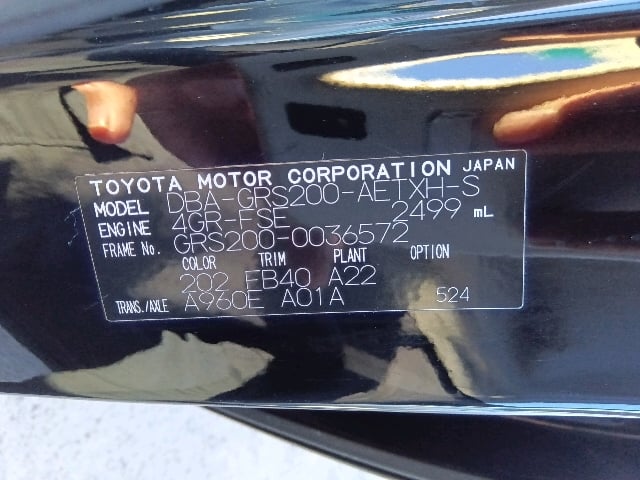 TOYOTA MOTOR CORPORATION JAPAN
MODEL DBA-GRS200-AETXH-S
ENGINE 4GR-FSE 2499 mL
FRAME No. GRS200-0036572
COLOR TRIM PLANT OPTION
202 FB40 A22
TRANS./AXLE A960E A01A 524